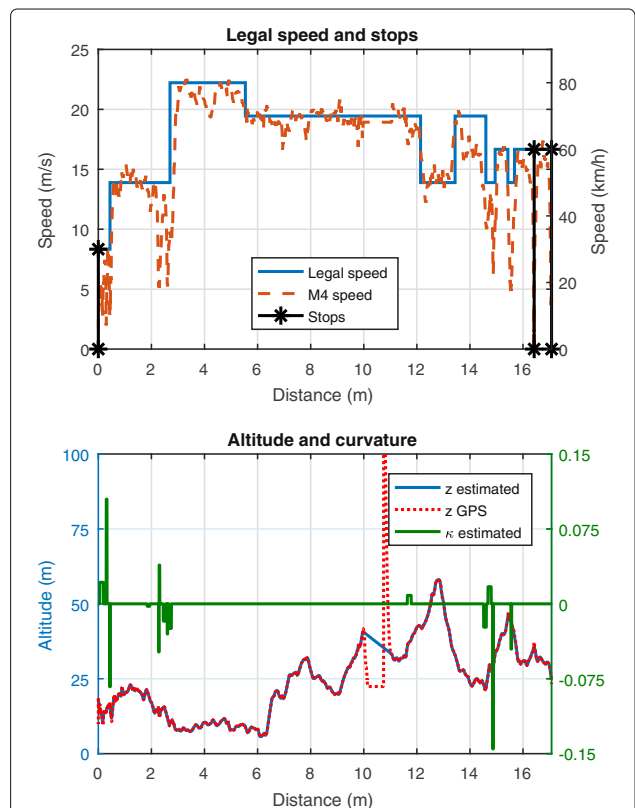 Legal speed and stops
25
20
15
10
5
0
Speed (m/s)
80
60
40
20
0
Speed (km/h)
Legal speed
M4 speed
Stops
0 2 4 6 8 10 12 14 16
Distance (m)
Altitude and curvature
100
75
50
25
0
Altitude (m)
0.15
0.075
0
-0.075
-0.15
z estimated
z GPS
κ estimated
0 2 4 6 8 10 12 14 16
Distance (m)